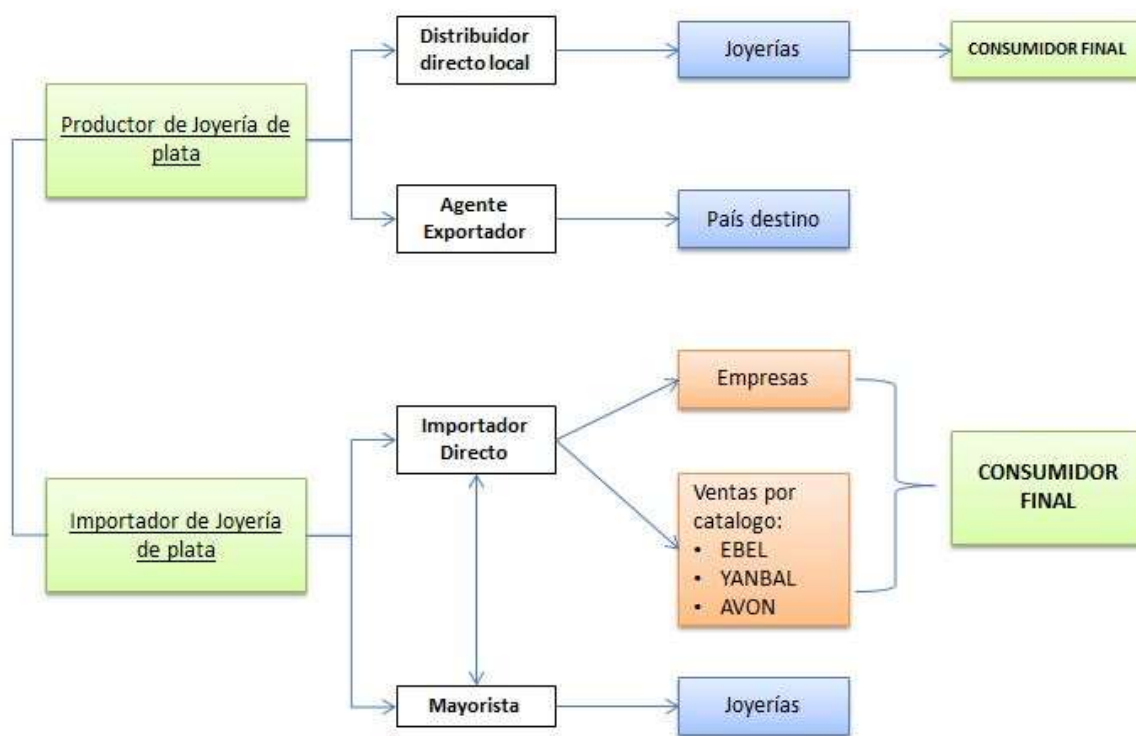 Distribuidor
directo local
Joyerías
CONSUMIDOR FINAL
Productor de Joyería de
plata
Agente
Exportador
País destino
Empresas
Importador
Directo
Ventas por
catalogo:
• EBEL
• YANBAL
• AVON
CONSUMIDOR
FINAL
Importador de Joyería
de plata
Mayorista
Joyerías